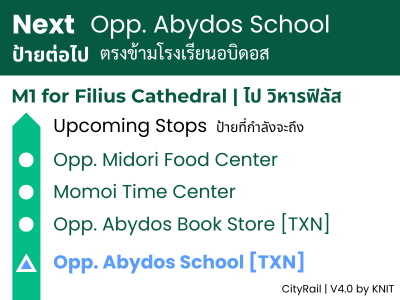 Next Opp. Abydos School
ป้ายต่อไป ตรงข้ามโรงเรียนอบิดอส
M1 for Filius Cathedral | ไป วิหารฟิลัส
Upcoming Stops ป้ายที่กำลังจะถึง
Opp. Midori Food Center
Momoi Time Center
Opp. Abydos Book Store [TXN]
Opp. Abydos School [TXN]
CityRail | V4.0 by KNIT